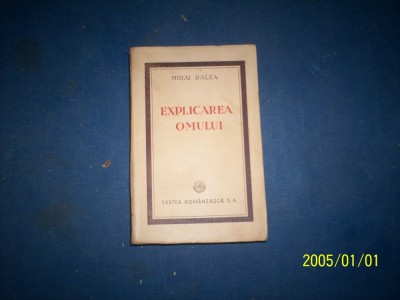 MIHAI RALEA
EXPLICAREA
OMULUI
CARTEA ROMÂNEASCĂ S.A.
2005/01/01